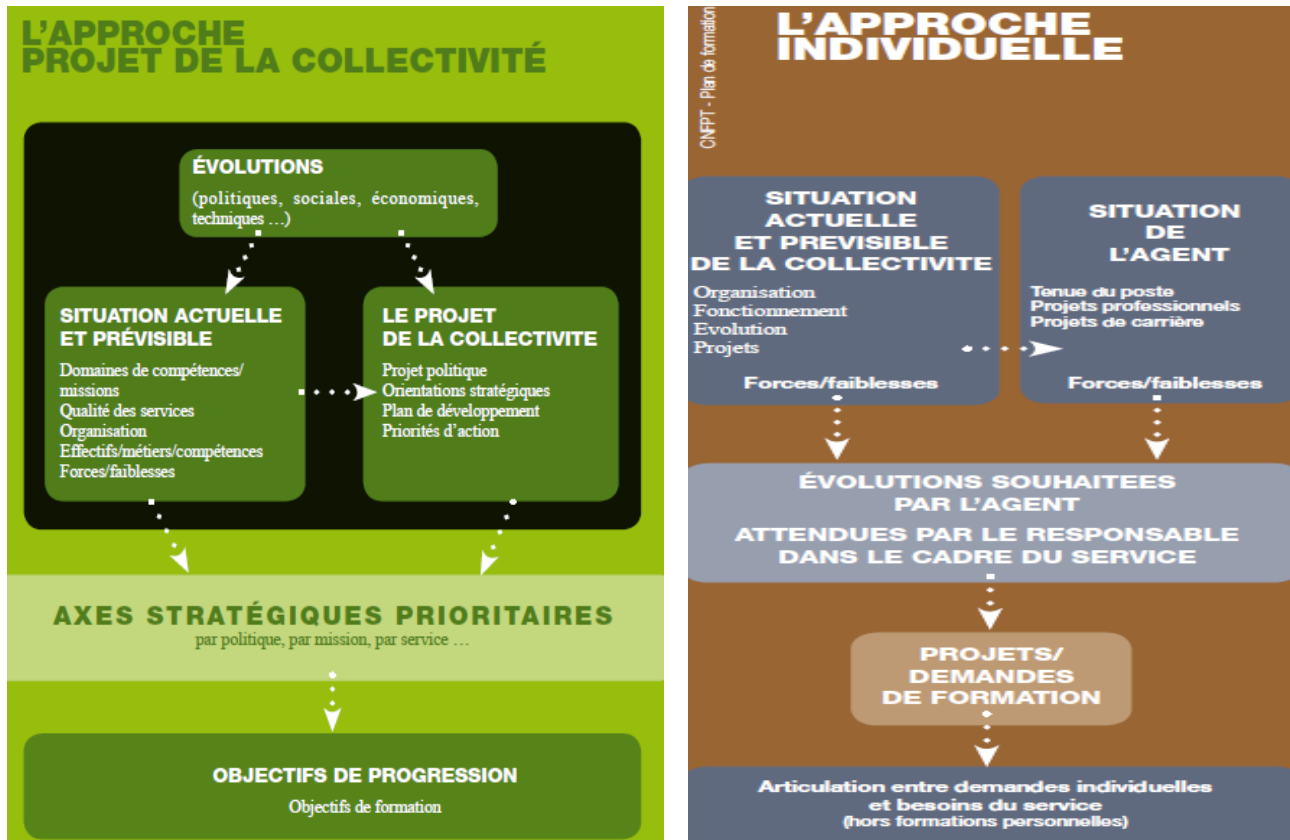 L'APPROCHE
PROJET DE LA COLLECTIVITÉ
ÉVOLUTIONS
(politiques, sociales, économiques,
techniques ...)
SITUATION ACTUELLE
ET PRÉVISIBLE
Domaines de compétences/
missions
Qualité des services
Organisation
Effectifs/métiers/compétences
Forces/faiblesses
LE PROJET
DE LA COLLECTIVITE
Projet politique
Orientations stratégiques
Plan de développement
Priorités d'action
AXES STRATÉGIQUES PRIORITAIRES
par politique, par mission, par service ...
OBJECTIFS DE PROGRESSION
Objectifs de formation
CNFPT - Plan de formation
L'APPROCHE
INDIVIDUELLE
SITUATION
ACTUELLE
ET PREVISIBLE
DE LA COLLECTIVITE
Organisation
Fonctionnement
Evolution
Projets
Forces/faiblesses
SITUATION
DE
L'AGENT
Tenue du poste
Projets professionnels
Projets de carrière
Forces/faiblesses
ÉVOLUTIONS SOUHAITEES
PAR L'AGENT
ATTENDUES PAR LE RESPONSABLE
DANS LE CADRE DU SERVICE
PROJETS/
DEMANDES
DE FORMATION
Articulation entre demandes individuelles
et besoins du service
(hors formations personnelles)